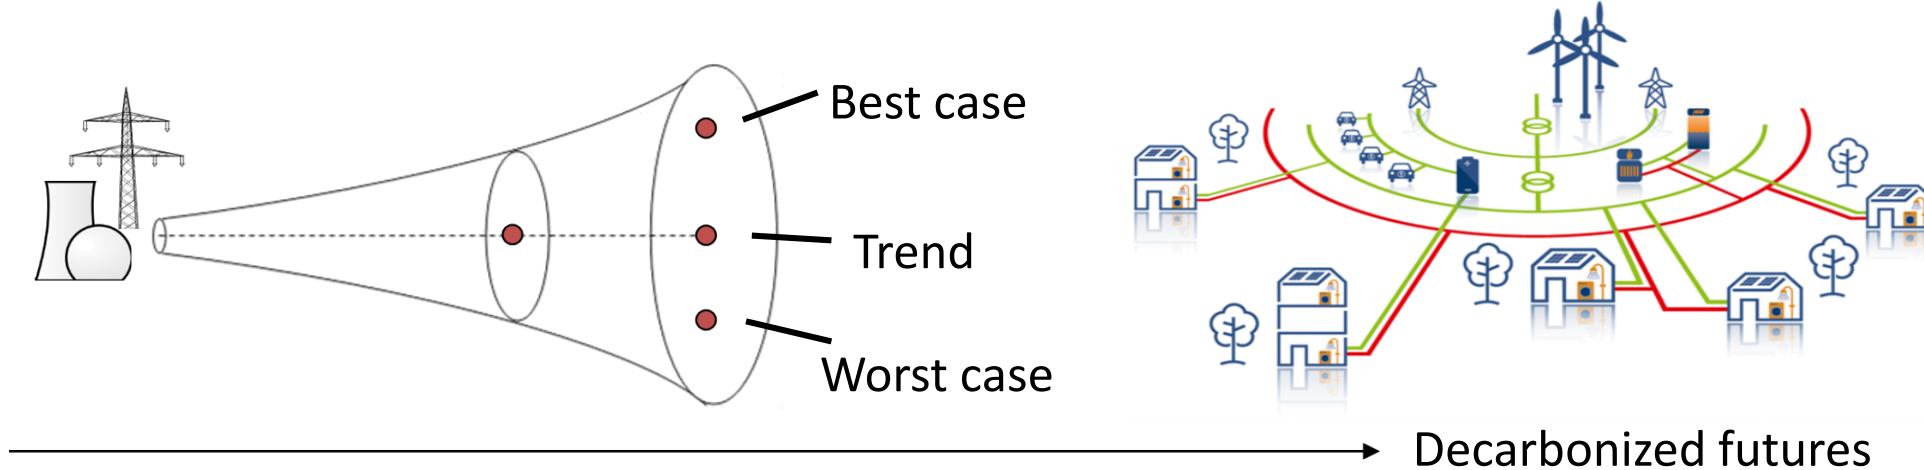 Best case
Trend
Worst case
Decarbonized futures